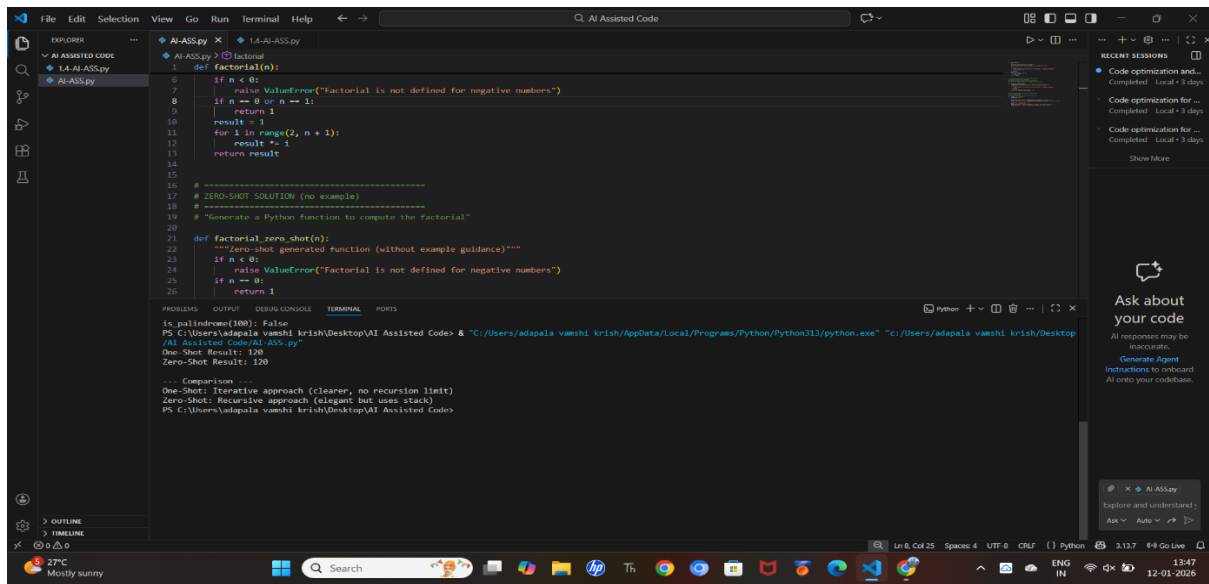 File Edit Selection View Go Run Terminal Help
AI Assisted Code
EXPLORER
AI ASSISTED CODE
1.4-AI-ASS.py
AI-ASS.py
OUTLINE
TIMELINE
AI-ASS.py
1.4-AI-ASS.py
AI-ASS.py > factorial
1 def factorial(n):
6 if n < 0:
7 raise ValueError("Factorial is not defined for negative numbers")
8 if n == 0 or n == 1:
9 return 1
10 result = 1
11 for i in range(2, n + 1):
12 result *= i
13 return result
14
15
16 # ============================================
17 # ZERO-SHOT SOLUTION (no example)
18 # ============================================
19 # "Generate a Python function to compute the factorial"
20
21 def factorial_zero_shot(n):
22 """Zero-shot generated function (without example guidance)"""
23 if n < 0:
24 raise ValueError("Factorial is not defined for negative numbers")
25 if n == 0:
26 return 1
PROBLEMS OUTPUT DEBUG CONSOLE TERMINAL PORTS
Python
is_palindrome(100): False
PS C:\Users\adapala vamshi krish\Desktop\AI Assisted Code> & "C:/Users/adapala vamshi krish/AppData/Local/Programs/Python/Python313/python.exe" "c:/Users/adapala vamshi krish/Desktop
/AI Assisted Code/AI-ASS.py"
One-Shot Result: 120
Zero-Shot Result: 120
--- Comparison ---
One-Shot: Iterative approach (clearer, no recursion limit)
Zero-Shot: Recursive approach (elegant but uses stack)
PS C:\Users\adapala vamshi krish\Desktop\AI Assisted Code>
RECENT SESSIONS
Code optimization and...
Completed Local • 3 days
Code optimization for ...
Completed Local • 3 days
Code optimization for ...
Completed Local • 3 days
Show More
Ask about
your code
AI responses may be
inaccurate.
Generate Agent
Instructions to onboard
AI onto your codebase.
AI-ASS.py
Explore and understand
Ask Auto
0 0
Ln 8, Col 25 Spaces: 4 UTF-8 CRLF { } Python 3.13.7 Go Live
5
27°C
Mostly sunny
Search
hp
Th
ENG
IN
13:47
12-01-2026